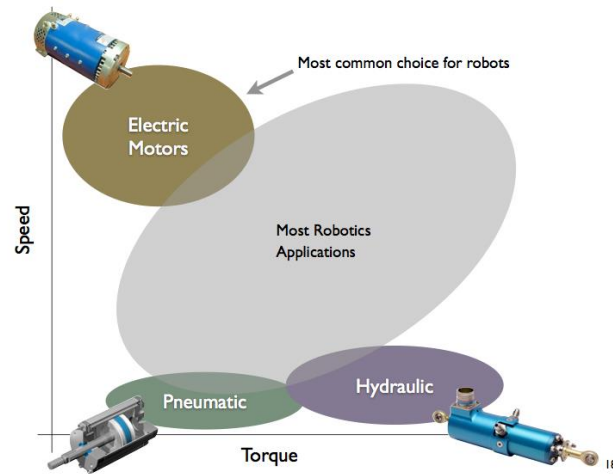 Most common choice for robots
Electric
Motors
Speed
Most Robotics
Applications
Pneumatic
Hydraulic
Torque